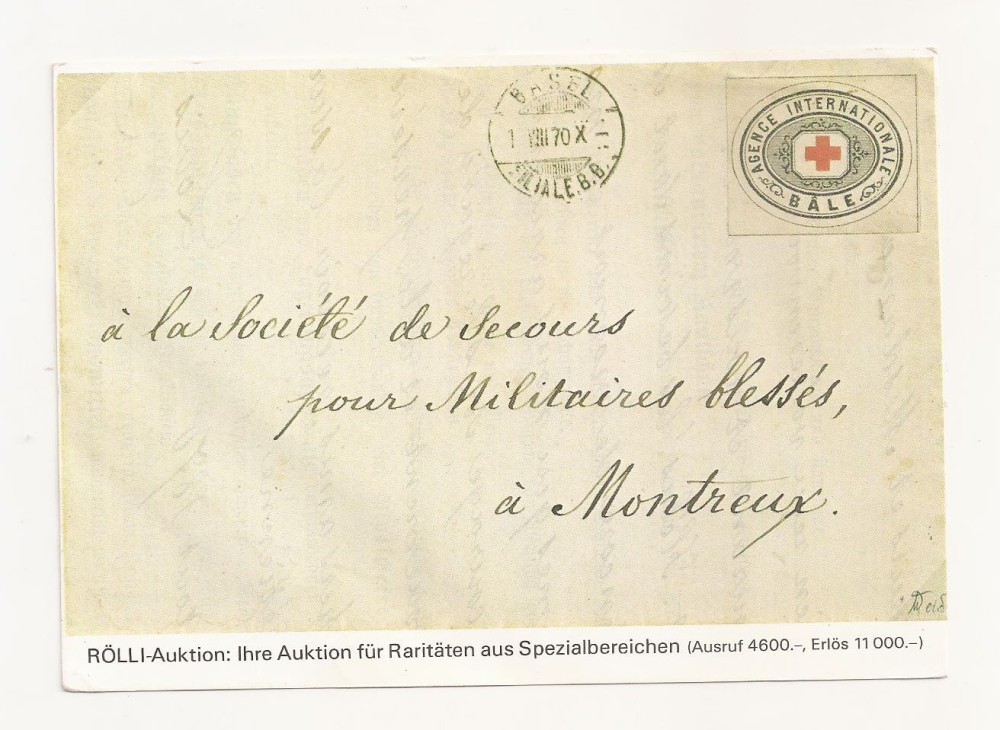 BASEL
1 VIII 70 X
FILIALE.B.B.
AGENCE INTERNATIONALE
BÂLE
à la Société de Secours
pour Militaires blessés,
à Montreux.
RÖLLI-Auktion: Ihre Auktion für Raritäten aus Spezialbereichen (Ausruf 4600.–, Erlös 11 000.–)